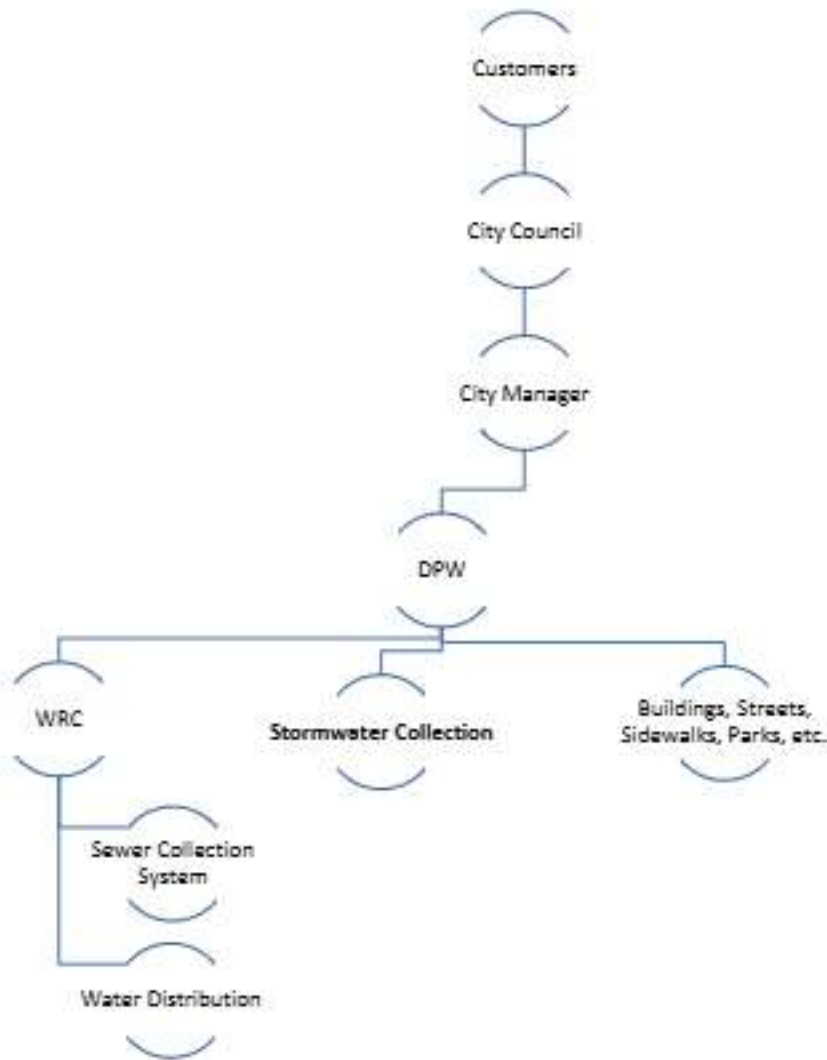 Customers
City Council
City Manager
DPW
WRC
Stormwater Collection
Buildings, Streets,
Sidewalks, Parks, etc.
Sewer Collection
System
Water Distribution